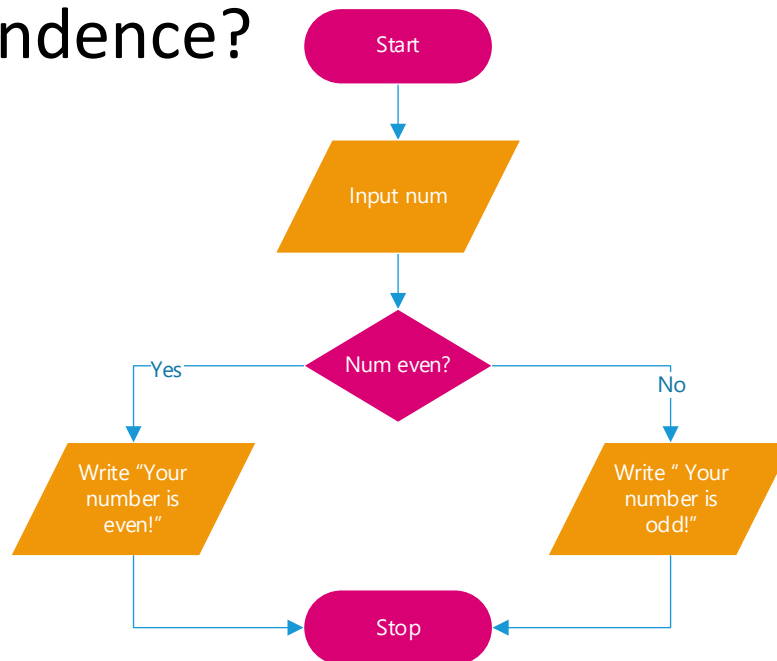 ndence?
Start
Input num
Num even?
Yes
No
Write “Your
number is
even!”
Write “ Your
number is
odd!”
Stop